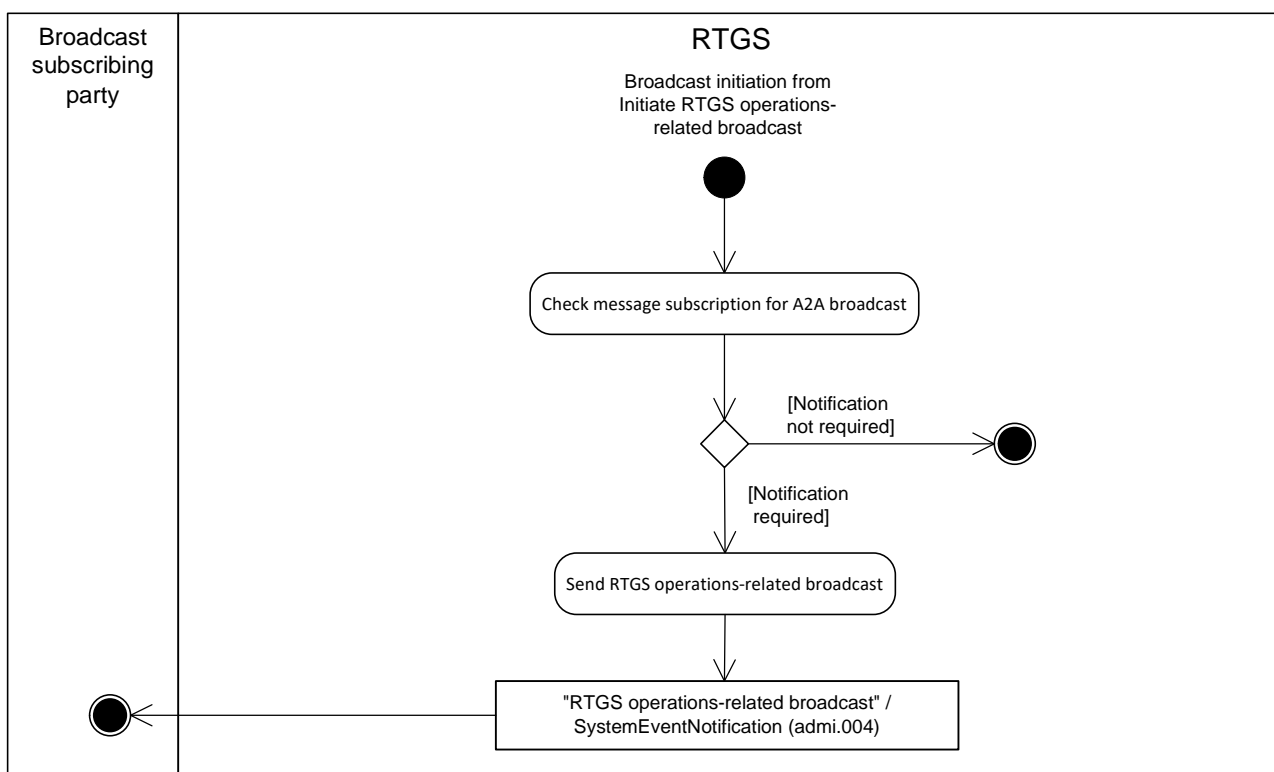 Broadcast
subscribing
party
RTGS
Broadcast initiation from
Initiate RTGS operations-
related broadcast
Check message subscription for A2A broadcast
[Notification
not required]
[Notification
required]
Send RTGS operations-related broadcast
"RTGS operations-related broadcast" /
SystemEventNotification (admi.004)